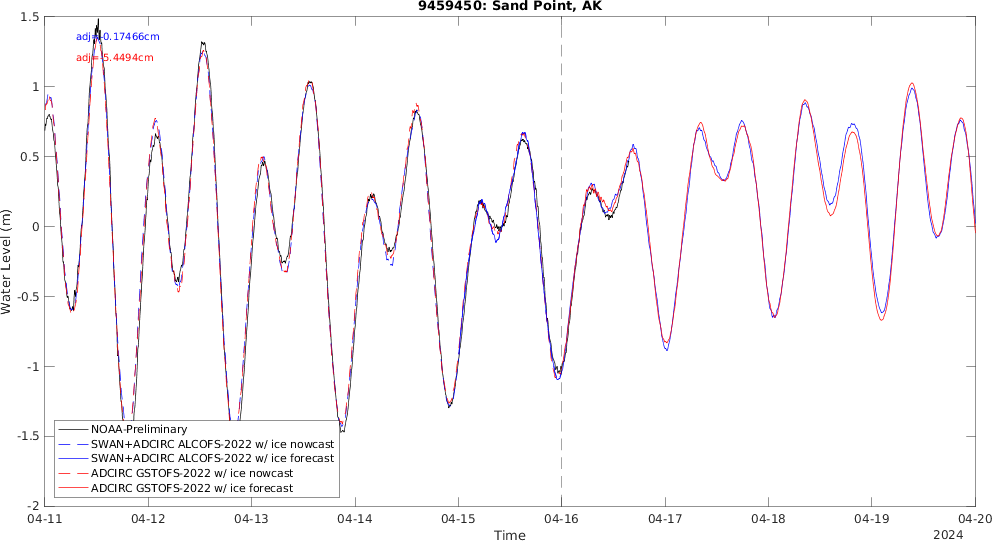 9459450: Sand Point, AK
adj=-0.17466cm
adj=-5.4494cm
1.5
1
0.5
0
-0.5
-1
-1.5
-2
Water Level (m)
NOAA-Preliminary
SWAN+ADCIRC ALCOFS-2022 w/ ice nowcast
SWAN+ADCIRC ALCOFS-2022 w/ ice forecast
ADCIRC GSTOFS-2022 w/ ice nowcast
ADCIRC GSTOFS-2022 w/ ice forecast
04-11 04-12 04-13 04-14 04-15 04-16 04-17 04-18 04-19 04-20
Time
2024